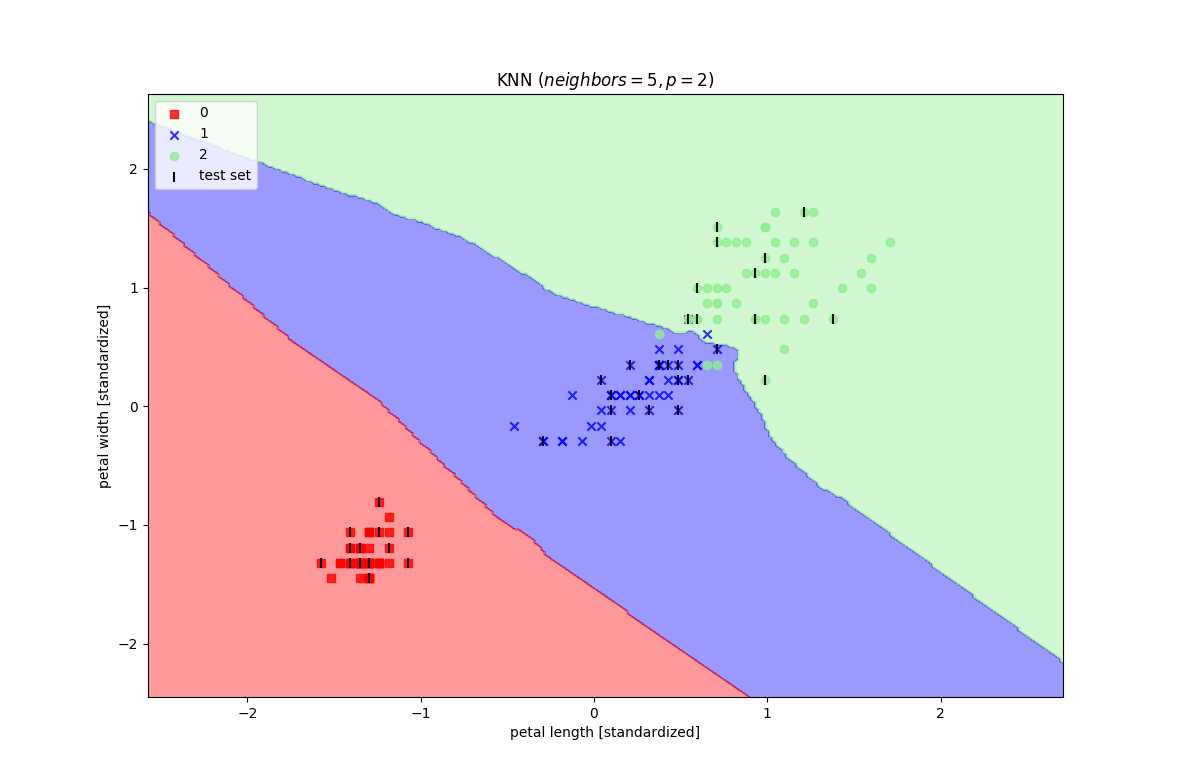 KNN (neighbors = 5, p = 2)
0
1
2
test set
2
1
0
−1
−2
petal width [standardized]
−2 −1 0 1 2
petal length [standardized]